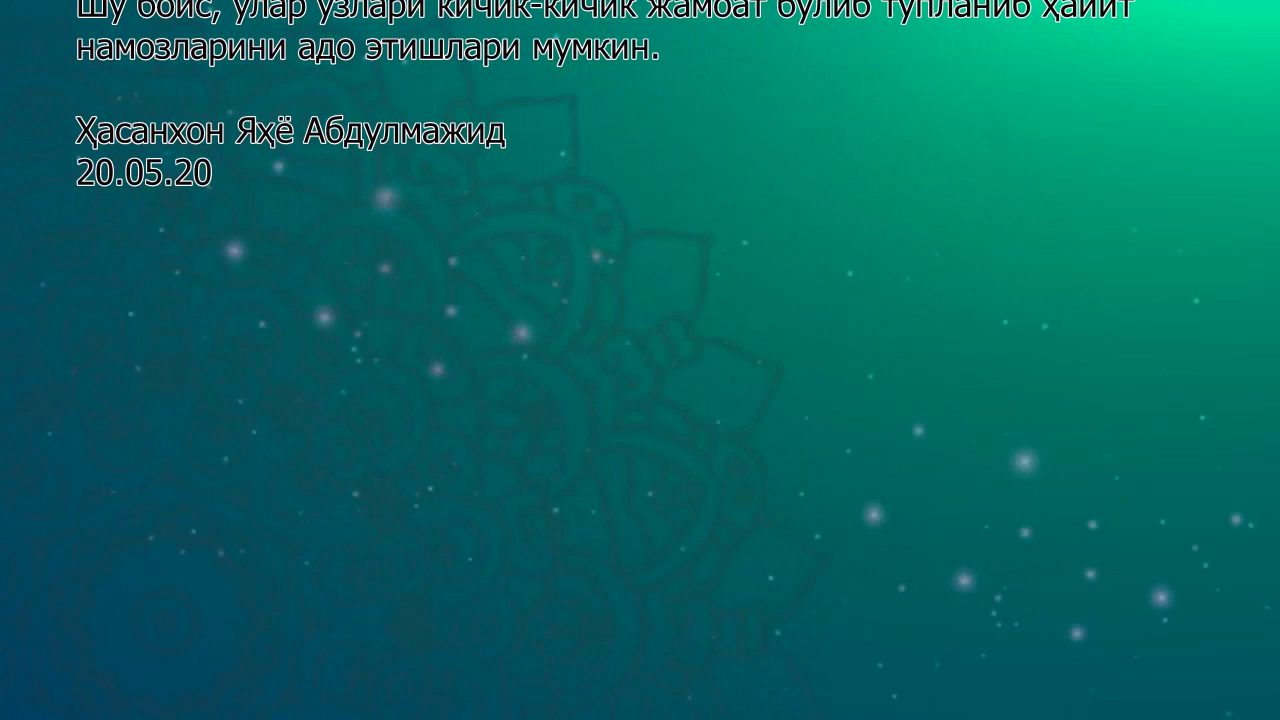 Шу боис, улар ўзлари кичик-кичик жамоат бўлиб тўпланиб ҳайит
намозларини адо этишлари мумкин.
Ҳасанхон Яҳё Абдулмажид
20.05.20